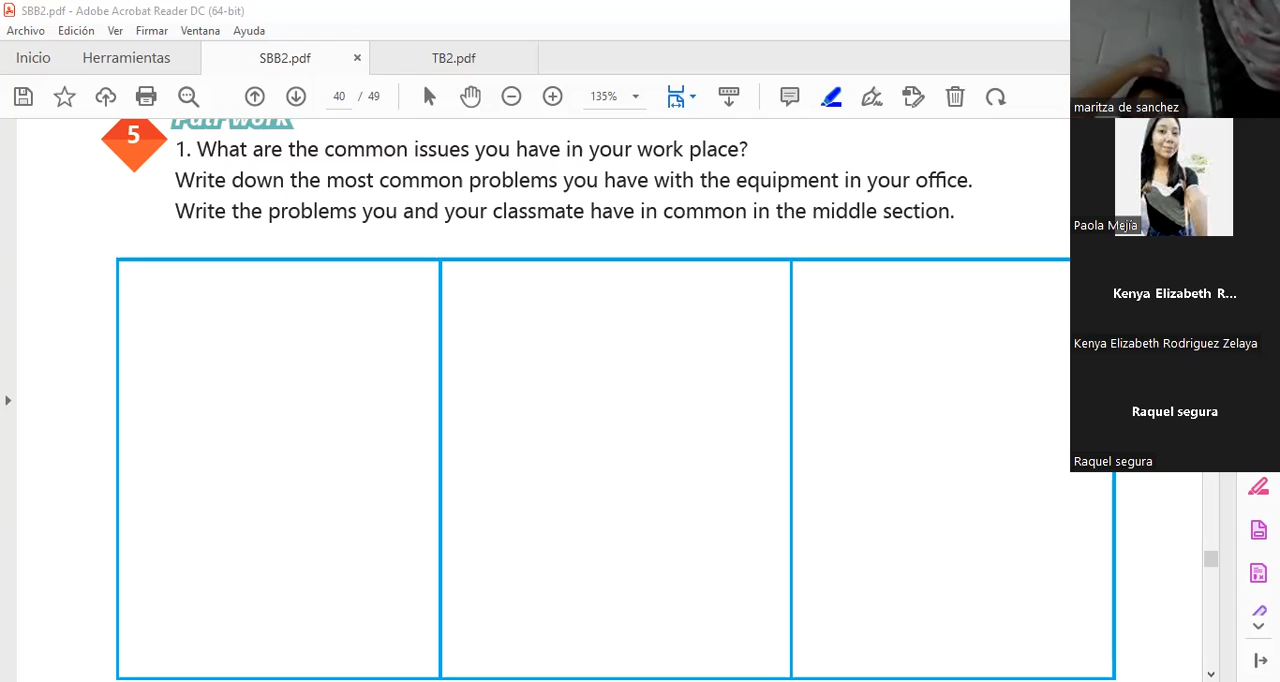 SBB2.pdf - Adobe Acrobat Reader DC (64-bit)
Archivo Edición Ver Firmar Ventana Ayuda
Inicio Herramientas SBB2.pdf × TB2.pdf
40 / 49 135%
5 Pair work
1. What are the common issues you have in your work place?
Write down the most common problems you have with the equipment in your office.
Write the problems you and your classmate have in common in the middle section.
maritza de sanchez
Paola Mejía
Kenya Elizabeth R...
Kenya Elizabeth Rodriguez Zelaya
Raquel segura
Raquel segura